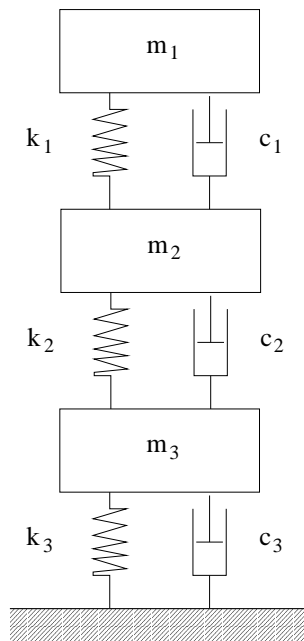 m₁
k₁ c₁
m₂
k₂ c₂
m₃
k₃ c₃